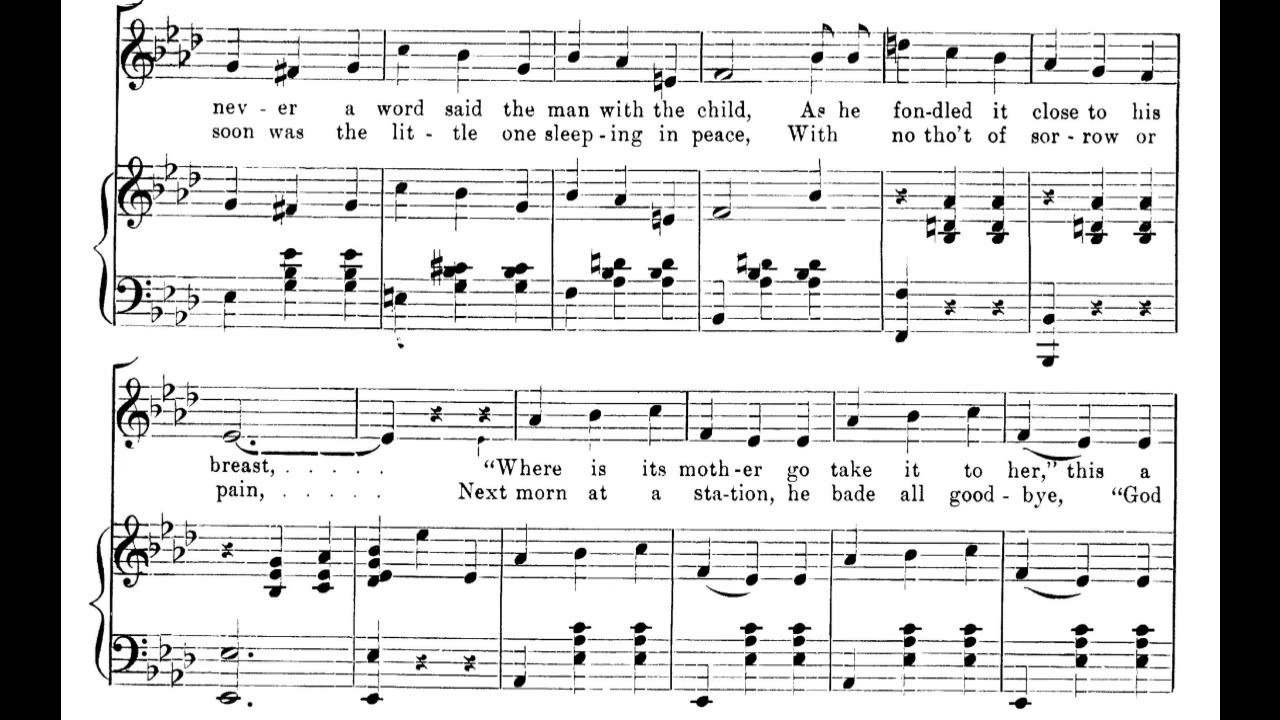 nev - er a word said the man with the child, As he fon-dled it close to his
soon was the lit - tle one sleep-ing in peace, With no tho't of sor - row or
breast, . . . . . “Where is its moth-er go take it to her,” this a
pain, . . . . . Next morn at a sta-tion, he bade all good - bye, “God